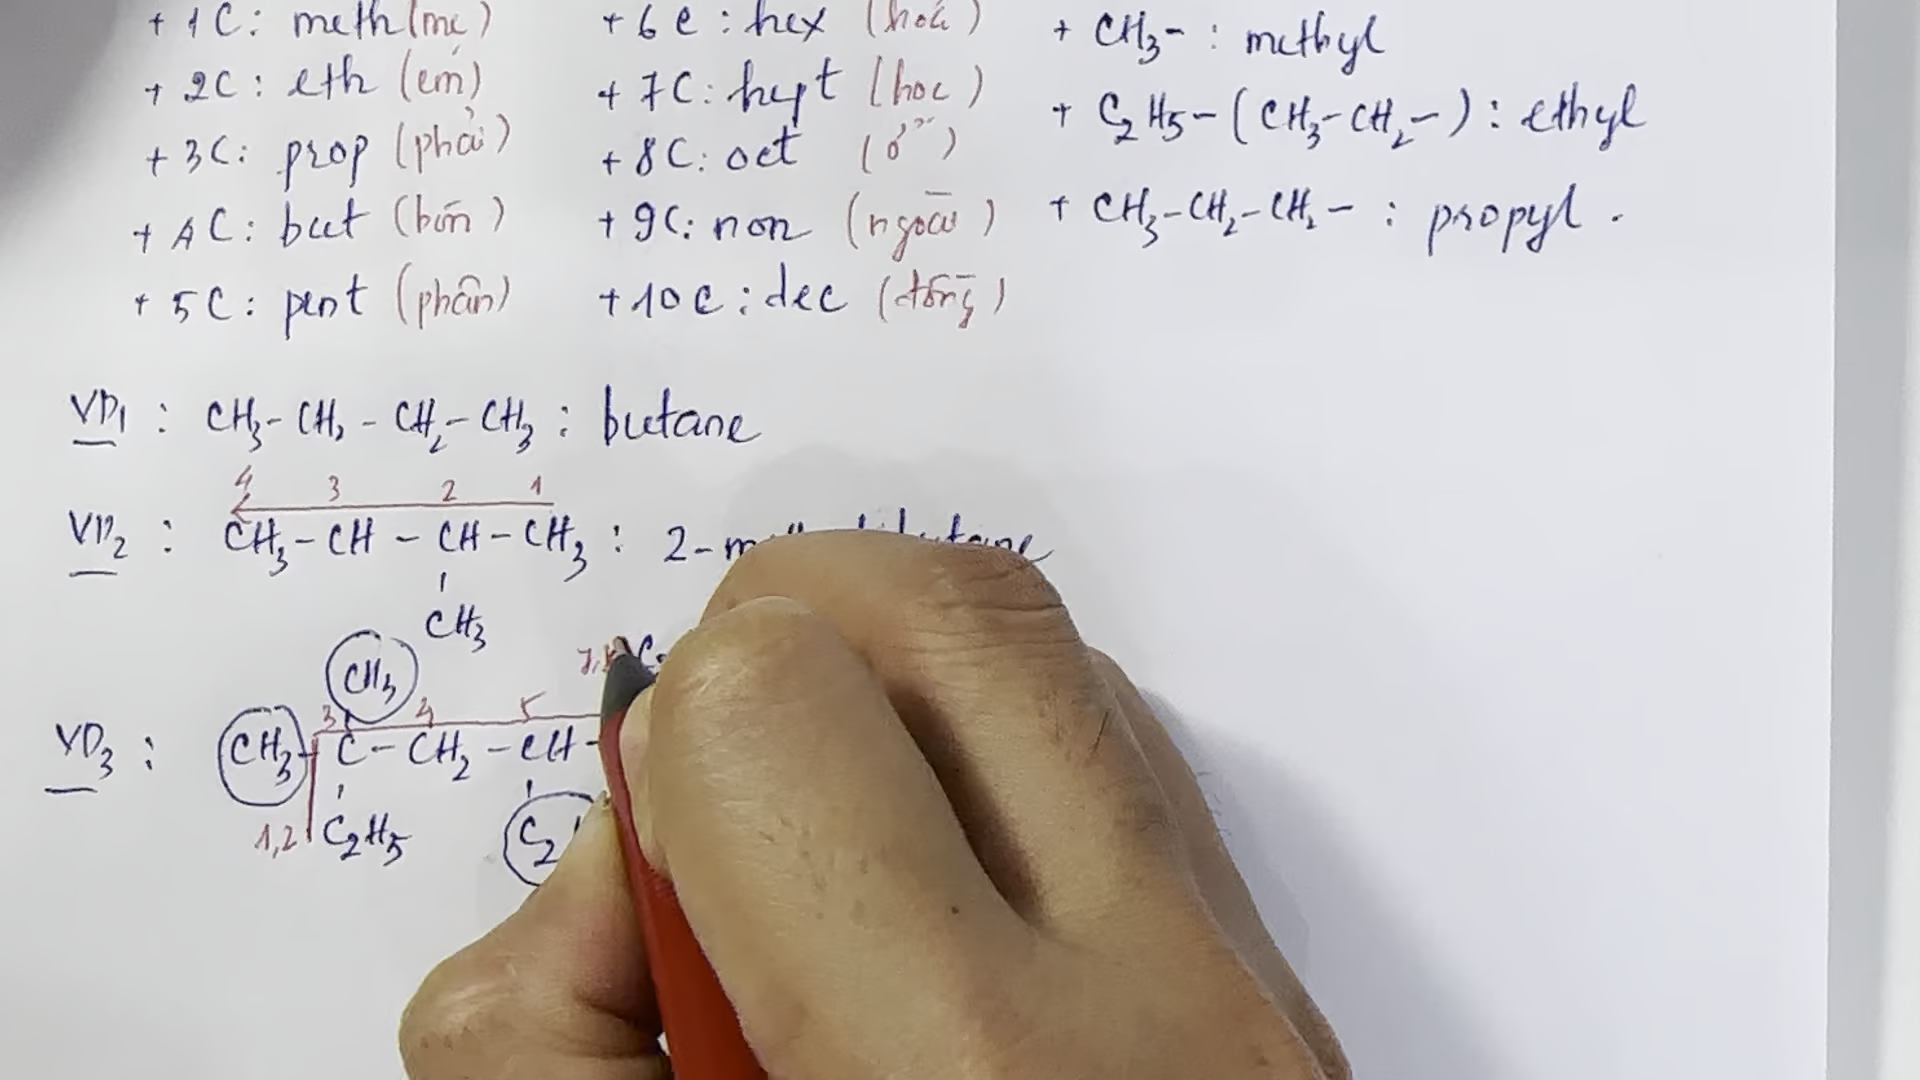 + 1C: meth (mẹ) + 6C: hex (hoá) + CH3- : methyl
+ 2C: eth (em) + 7C: hept (học) + C2H5- (CH3-CH2-) : ethyl
+ 3C: prop (phải) + 8C: oct (ở) + CH3-CH2-CH2- : propyl.
+ 4C: but (bón) + 9C: non (ngoài)
+ 5C: pent (phân) + 10C: dec (đồng)
VD1 : CH3-CH2-CH2-CH3 : butane
4 3 2 1
VD2 : CH3-CH-CH-CH3 : 2-
CH3
CH3
3 4 5
VD3 : CH3-C-CH2-CH-
1,2 C2H5 C2